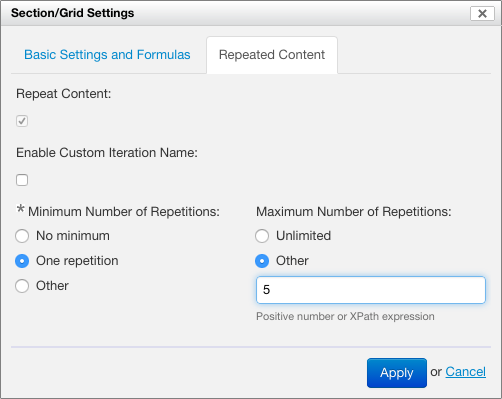 Section/Grid Settings
Basic Settings and Formulas
Repeated Content
Repeat Content:
Enable Custom Iteration Name:
* Minimum Number of Repetitions:
No minimum
One repetition
Other
Maximum Number of Repetitions:
Unlimited
Other
5
Positive number or XPath expression
Apply or Cancel